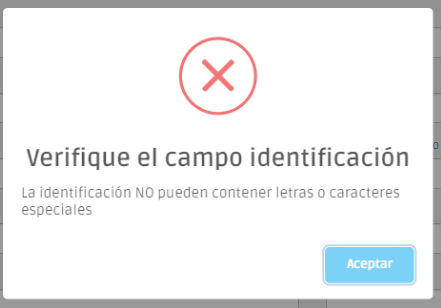 Verifique el campo identificación
La identificación NO pueden contener letras o caracteres
especiales
Aceptar